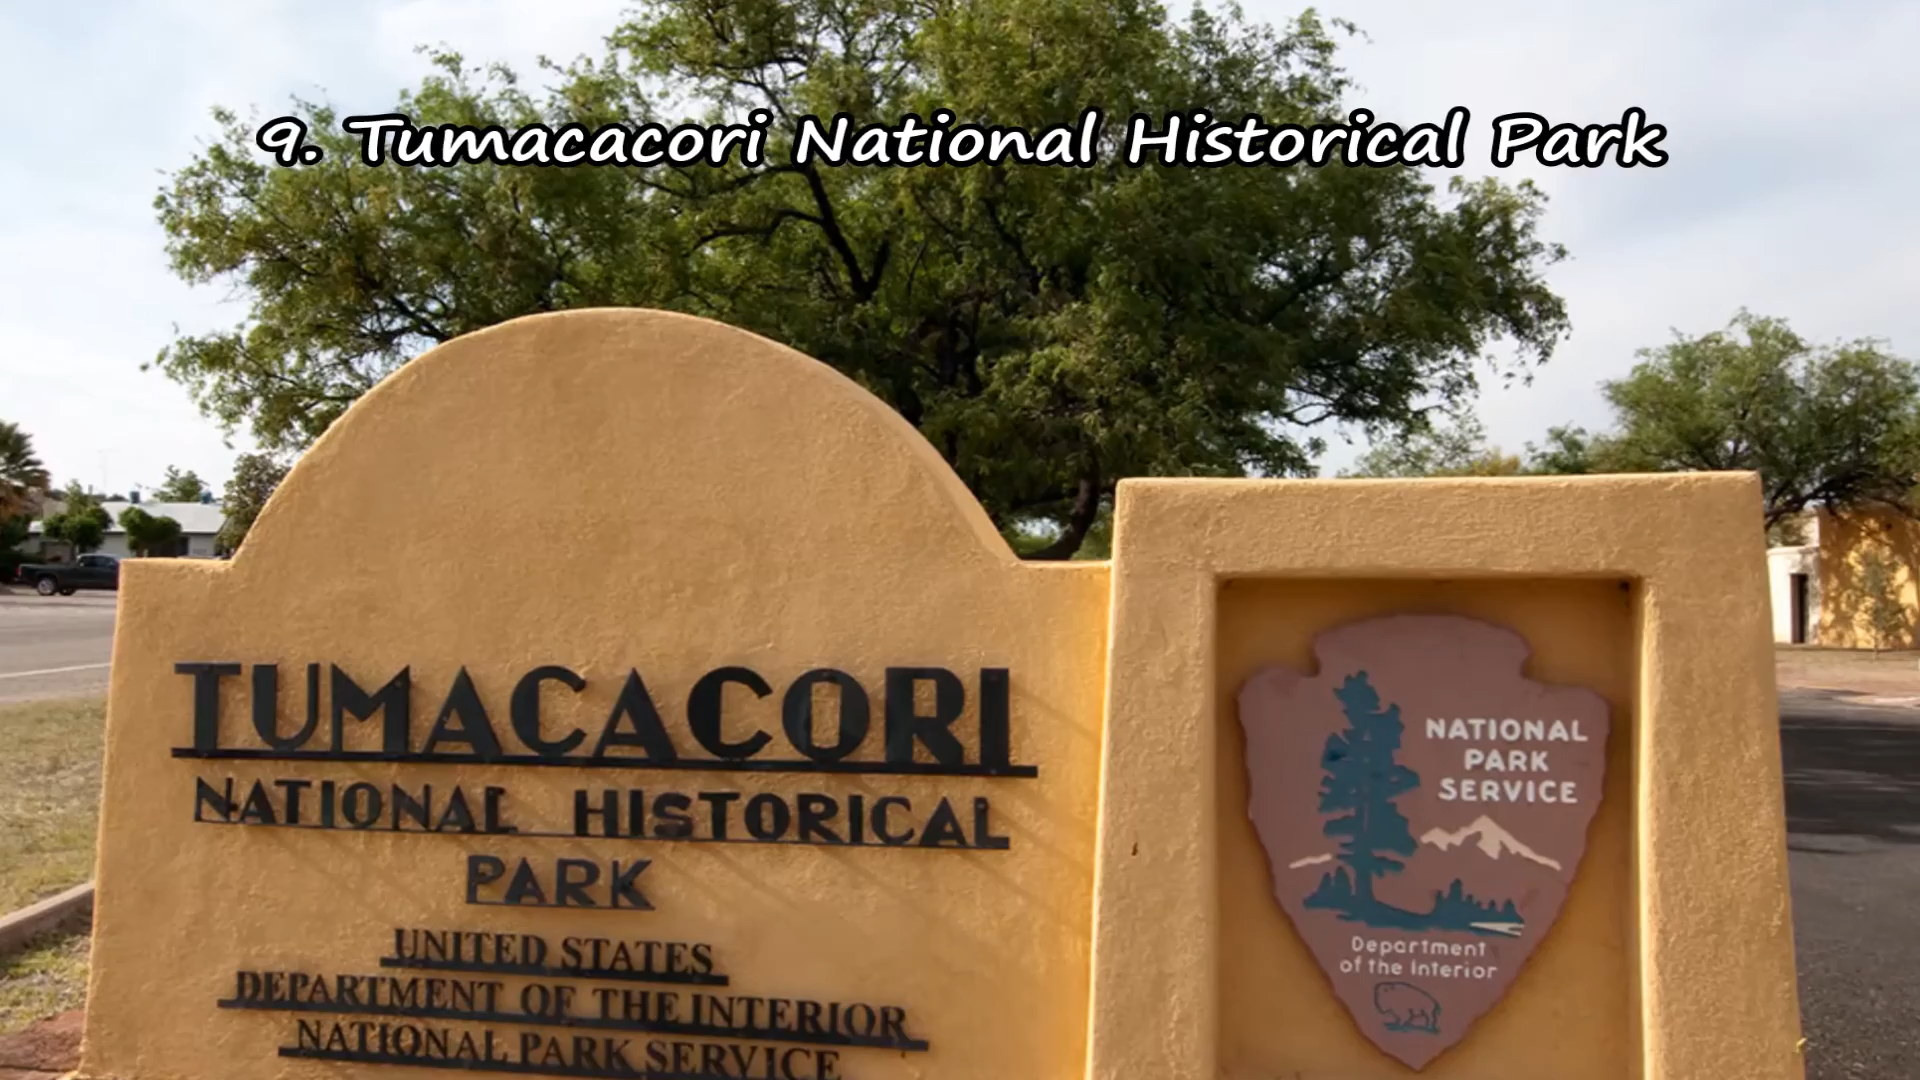 9. Tumacacori National Historical Park
TUMACACORI
NATIONAL HISTORICAL
PARK
UNITED STATES
DEPARTMENT OF THE INTERIOR
NATIONAL PARK SERVICE
NATIONAL
PARK
SERVICE
Department
of the Interior